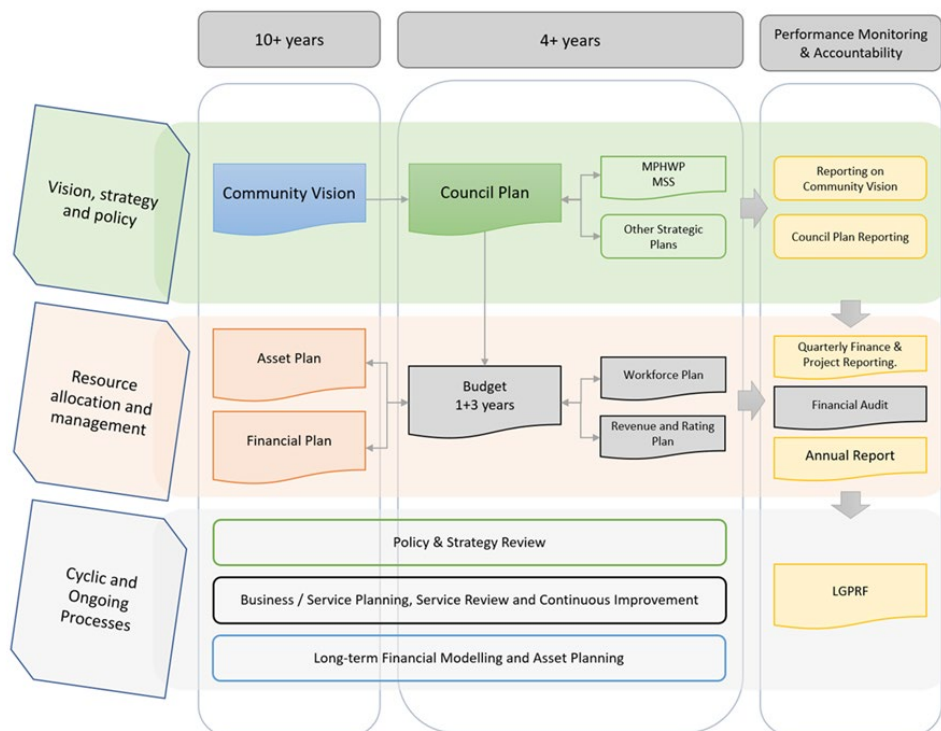 10+ years
4+ years
Performance Monitoring
& Accountability
Vision, strategy
and policy
Community Vision
Council Plan
MPHWP
MSS
Other Strategic
Plans
Reporting on
Community Vision
Council Plan Reporting
Resource
allocation and
management
Asset Plan
Financial Plan
Budget
1+3 years
Workforce Plan
Revenue and Rating
Plan
Quarterly Finance &
Project Reporting.
Financial Audit
Annual Report
Cyclic and
Ongoing
Processes
Policy & Strategy Review
Business / Service Planning, Service Review and Continuous Improvement
Long-term Financial Modelling and Asset Planning
LGPRF